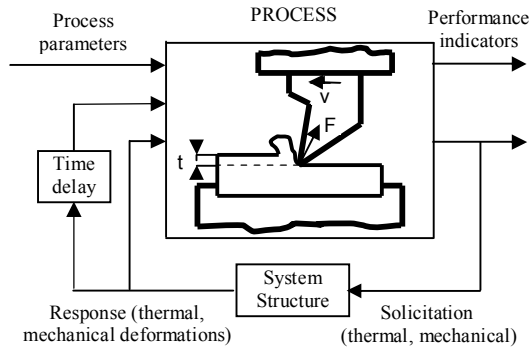 Process
parameters
PROCESS
Performance
indicators
v
F
t
Time
delay
System
Structure
Response (thermal,
mechanical deformations)
Solicitation
(thermal, mechanical)